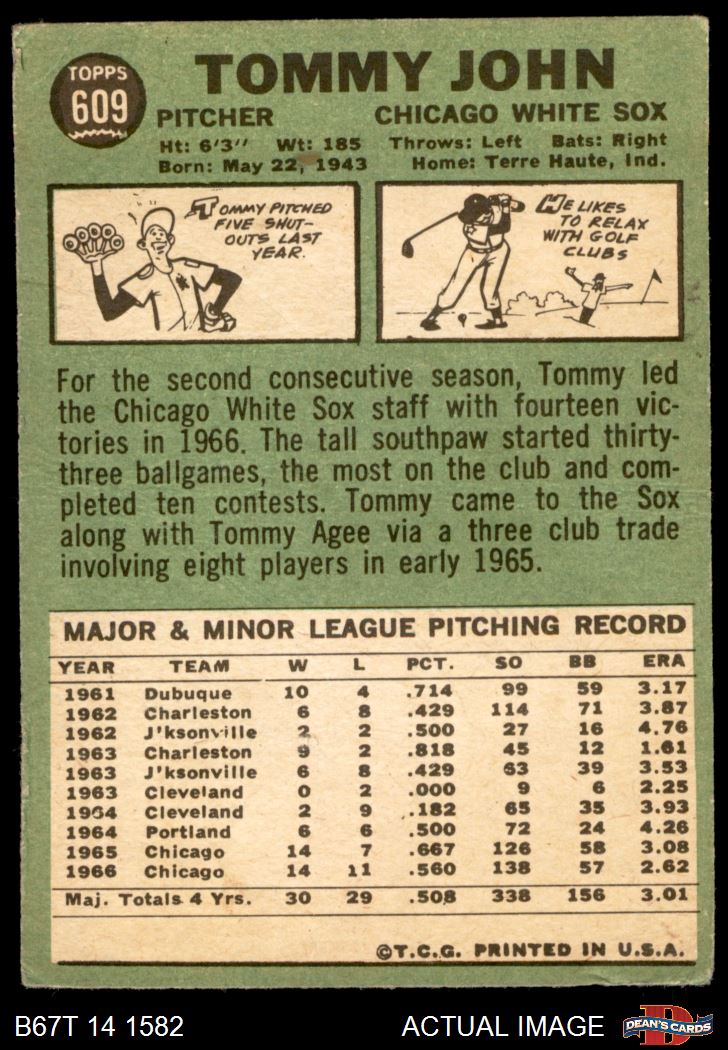 TOPPS
609
TOMMY JOHN
PITCHER CHICAGO WHITE SOX
Ht: 6'3" Wt: 185 Throws: Left Bats: Right
Born: May 22, 1943 Home: Terre Haute, Ind.
TOMMY PITCHED
FIVE SHUT-
OUTS LAST
YEAR.
HE LIKES
TO RELAX
WITH GOLF
CLUBS
For the second consecutive season, Tommy led
the Chicago White Sox staff with fourteen vic-
tories in 1966. The tall southpaw started thirty-
three ballgames, the most on the club and com-
pleted ten contests. Tommy came to the Sox
along with Tommy Agee via a three club trade
involving eight players in early 1965.
MAJOR & MINOR LEAGUE PITCHING RECORD
YEAR TEAM W L PCT. SO BB ERA
1961 Dubuque 10 4 .714 99 59 3.17
1962 Charleston 6 8 .429 114 71 3.87
1962 J'ksonville 2 2 .500 27 16 4.76
1963 Charleston 9 2 .818 45 12 1.61
1963 J'ksonville 6 8 .429 63 39 3.53
1963 Cleveland 0 2 .000 9 6 2.25
1964 Cleveland 2 9 .182 65 35 3.93
1964 Portland 6 6 .500 72 24 4.26
1965 Chicago 14 7 .667 126 58 3.08
1966 Chicago 14 11 .560 138 57 2.62
Maj. Totals 4 Yrs. 30 29 .508 338 156 3.01
©T.C.G. PRINTED IN U.S.A.
B67T 14 1582 ACTUAL IMAGE
D
DEAN'S CARDS